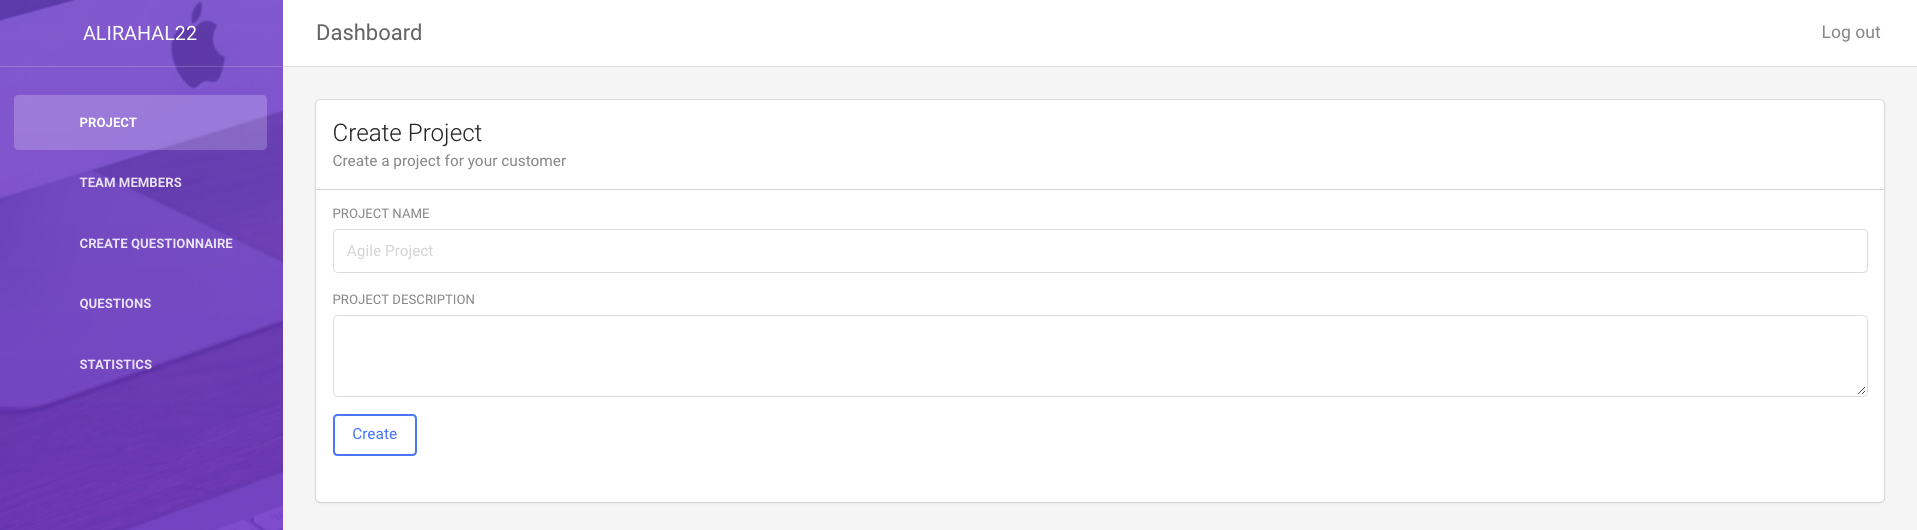 ALIRAHAL22
PROJECT
TEAM MEMBERS
CREATE QUESTIONNAIRE
QUESTIONS
STATISTICS
Dashboard
Log out
Create Project
Create a project for your customer
PROJECT NAME
Agile Project
PROJECT DESCRIPTION
Create